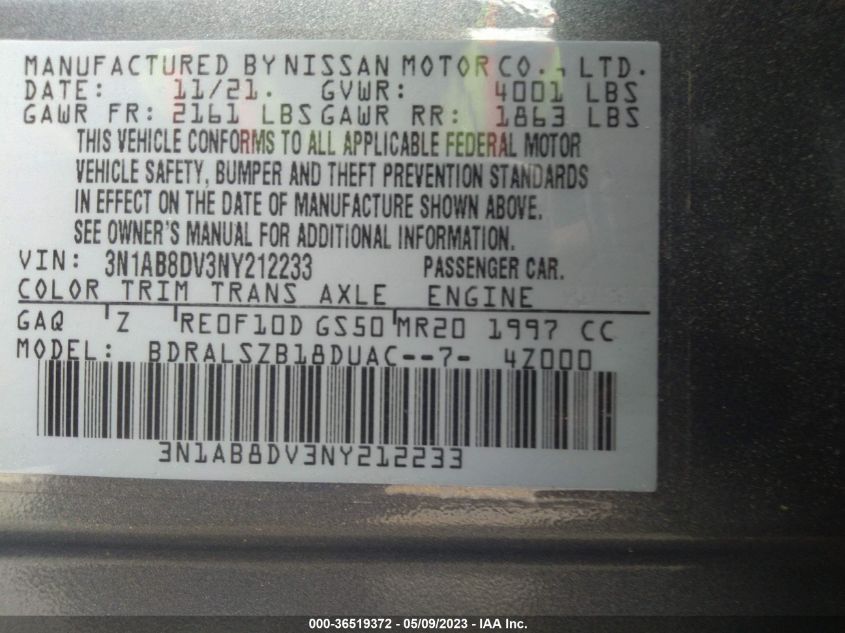 MANUFACTURED BY NISSAN MOTOR CO., LTD.
DATE: 11/21. GVWR: 4001 LBS
GAWR FR: 2161 LBS GAWR RR: 1863 LBS
THIS VEHICLE CONFORMS TO ALL APPLICABLE FEDERAL MOTOR
VEHICLE SAFETY, BUMPER AND THEFT PREVENTION STANDARDS
IN EFFECT ON THE DATE OF MANUFACTURE SHOWN ABOVE.
SEE OWNER'S MANUAL FOR ADDITIONAL INFORMATION.
VIN: 3N1AB8DV3NY212233 PASSENGER CAR.
COLOR TRIM TRANS AXLE ENGINE
GAQ Z RE0F10D GS50 MR20 1997 CC
MODEL: BDRALSZB18DUAC--7- 4Z000
3N1AB8DV3NY212233
000-36519372 - 05/09/2023 - IAA Inc.